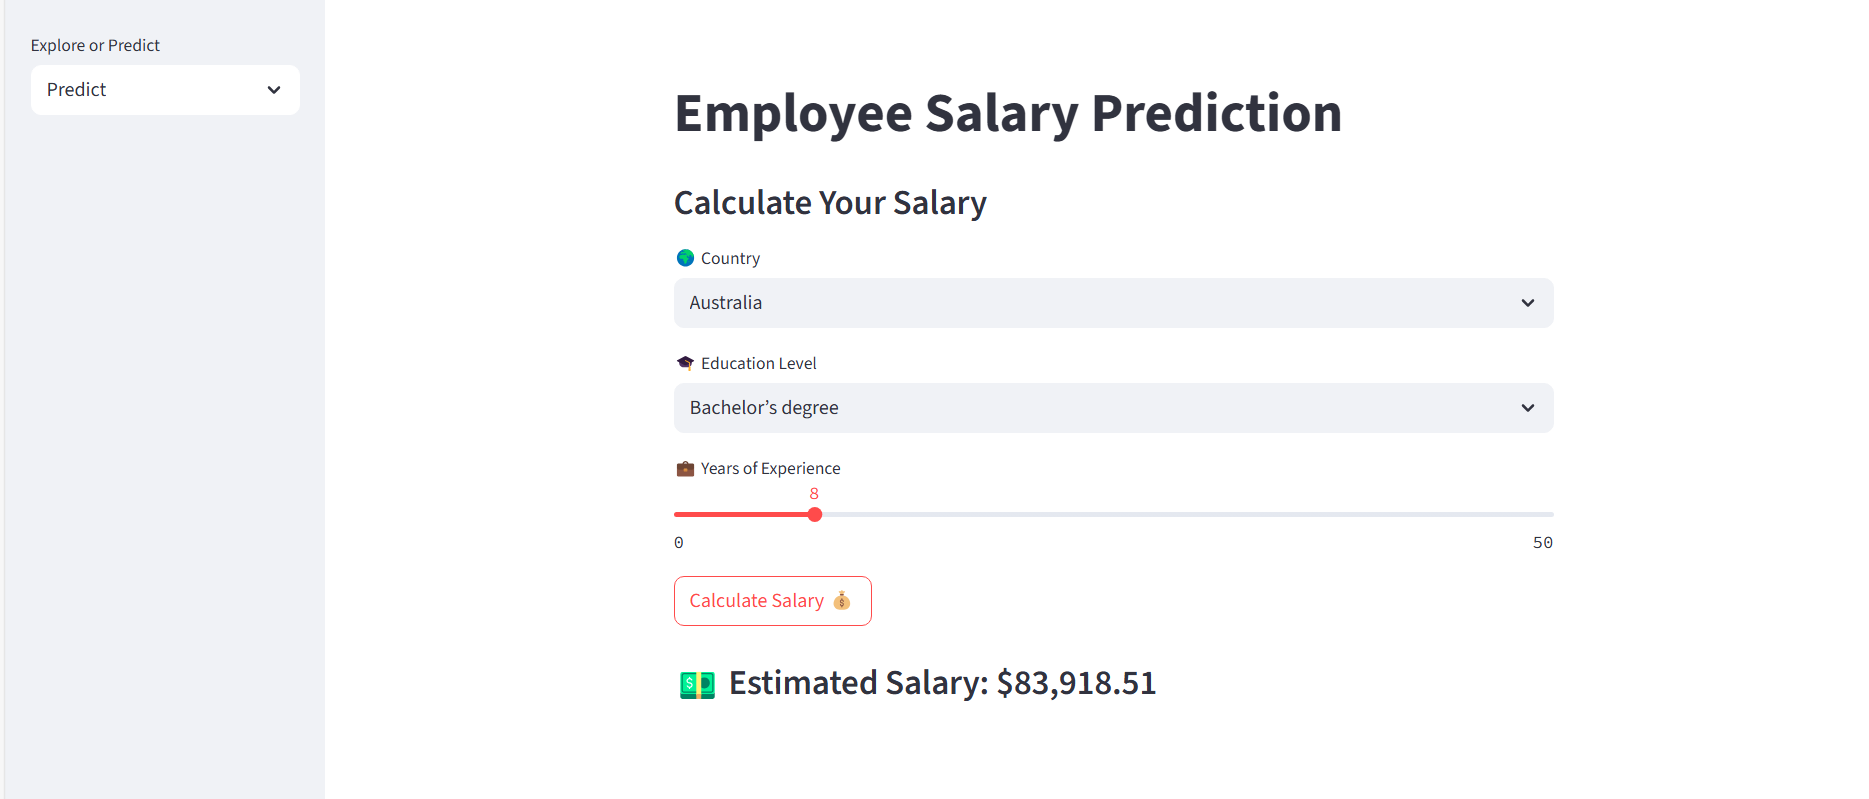 Explore or Predict
Predict
Employee Salary Prediction
Calculate Your Salary
🌍 Country
Australia
🎓 Education Level
Bachelor’s degree
💼 Years of Experience
8
0 50
Calculate Salary 💰
💵 Estimated Salary: $83,918.51